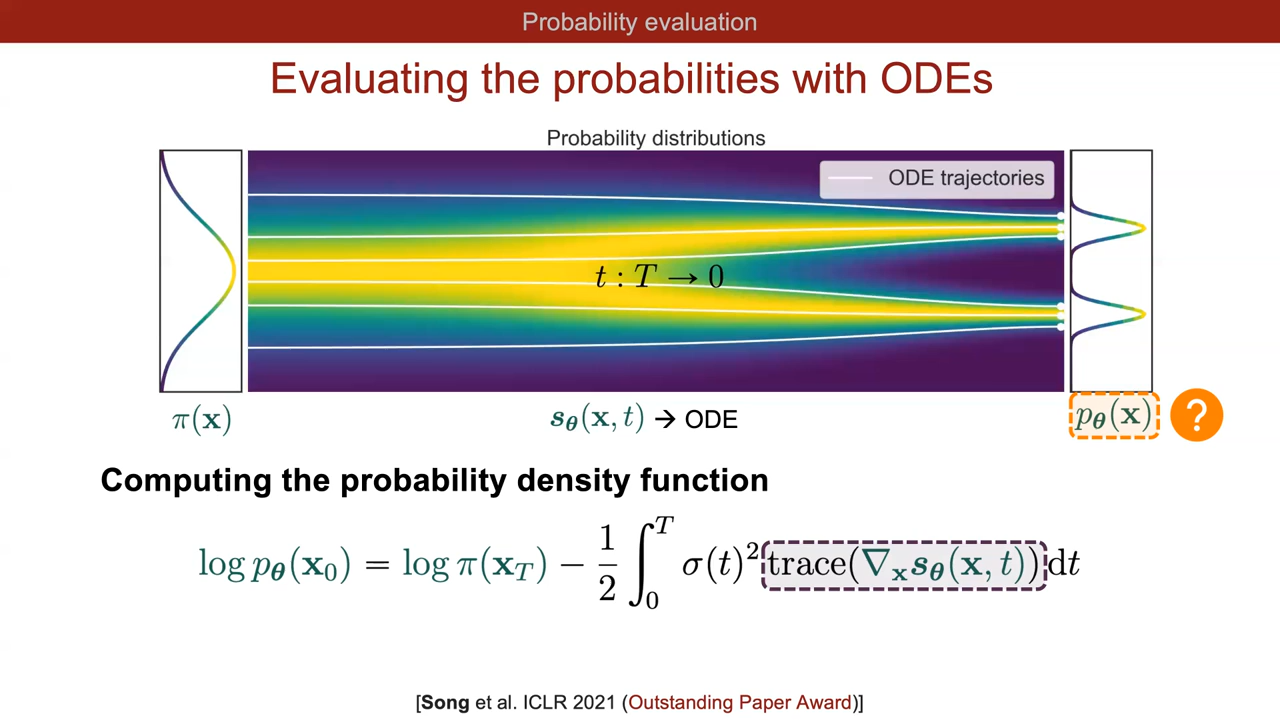 Probability evaluation
Evaluating the probabilities with ODEs
Probability distributions
ODE trajectories
t : T → 0
π(𝐱)
𝒔_𝜽(𝐱, t) → ODE
p_𝜽(𝐱)
?
Computing the probability density function
log p_𝜽(𝐱₀) = log π(𝐱_T) − 1/2 ∫₀ᵀ σ(t)² trace(∇_𝐱 𝒔_𝜽(𝐱, t))dt
[Song et al. ICLR 2021 (Outstanding Paper Award)]